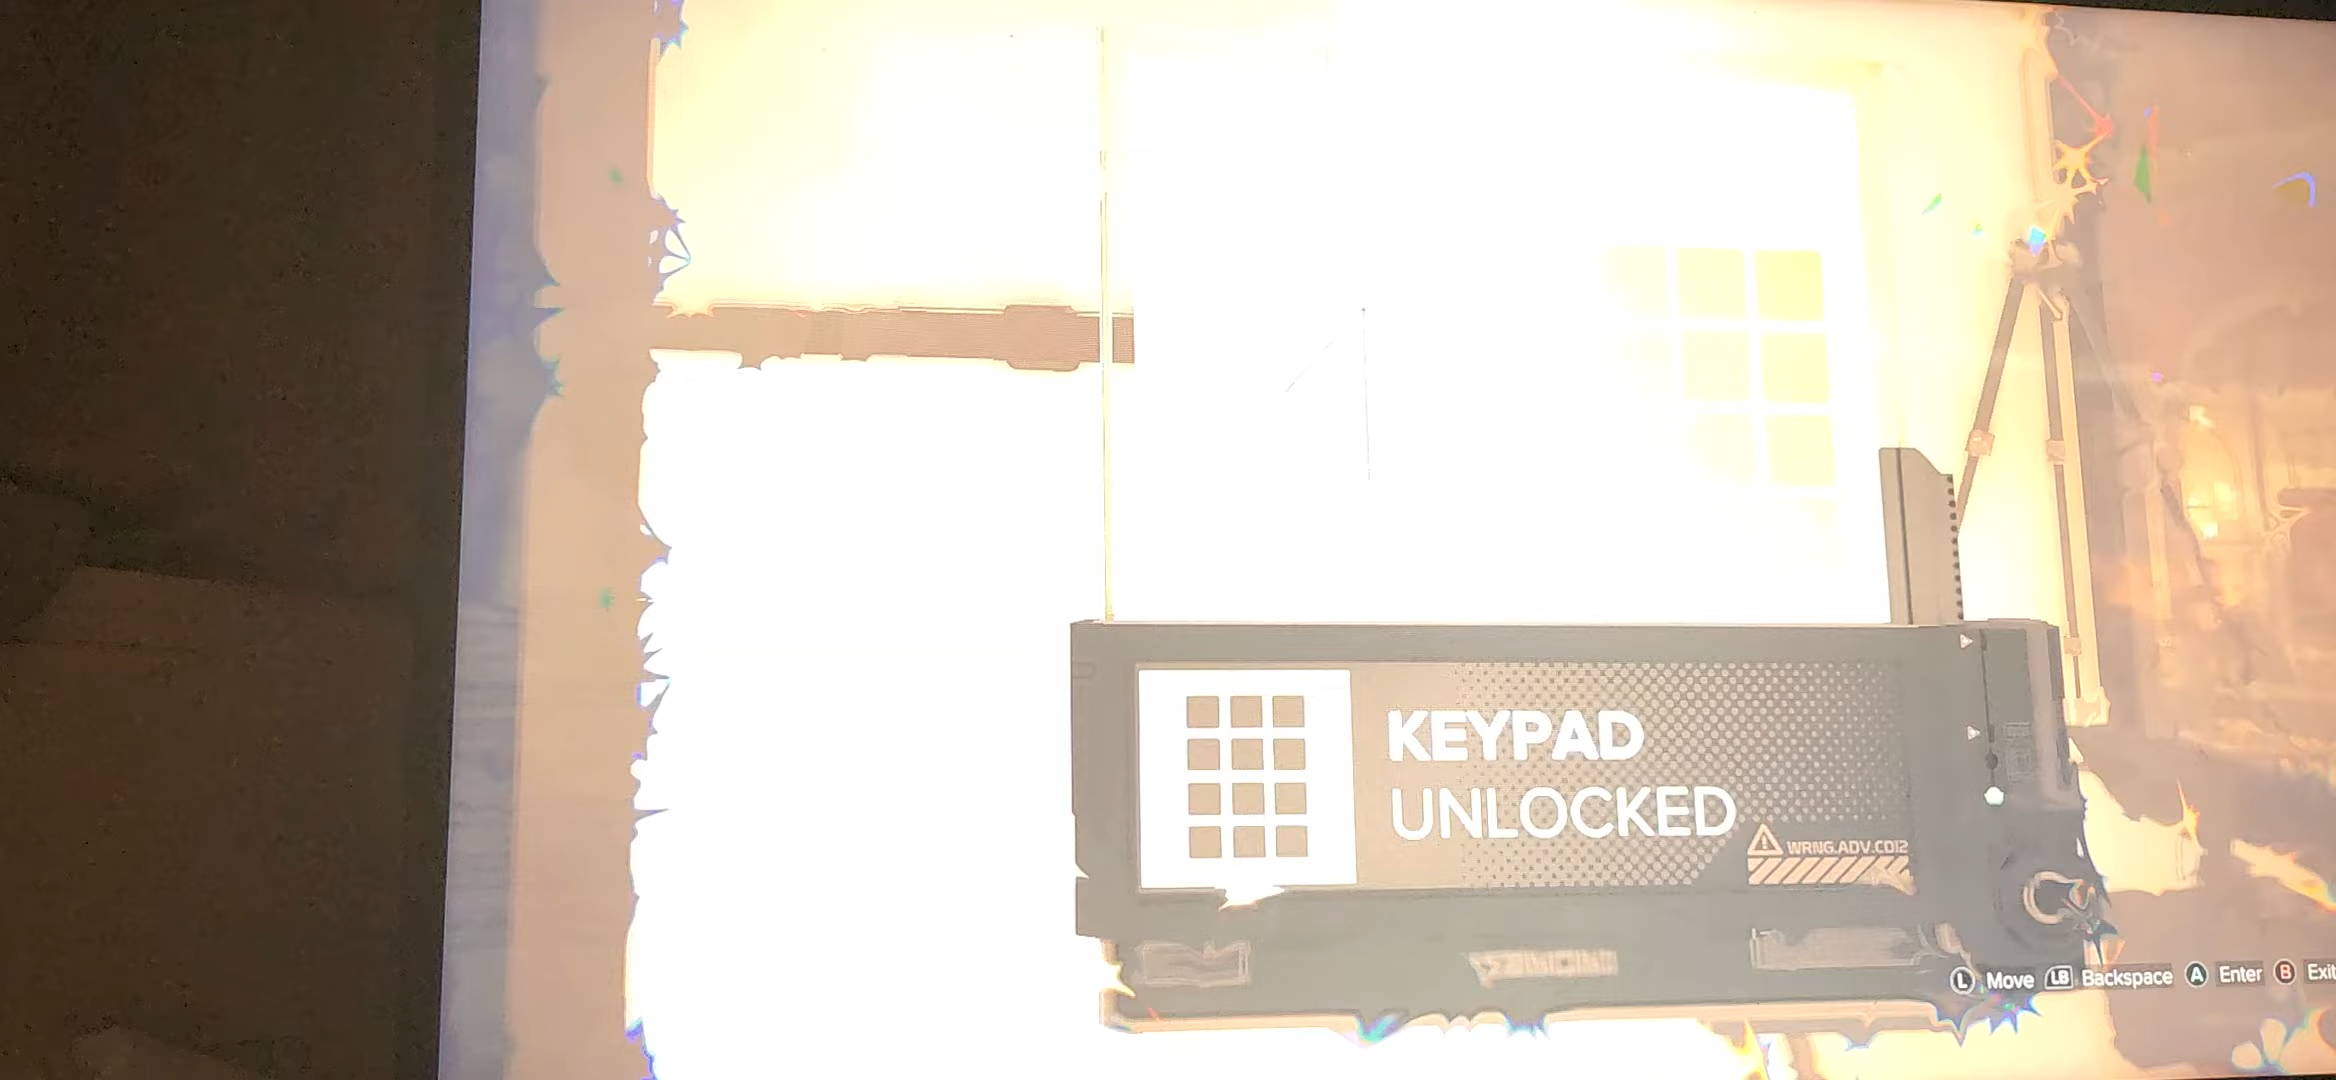 KEYPAD
UNLOCKED
WRNG.ADV.CD12
L Move LB Backspace A Enter B Exit